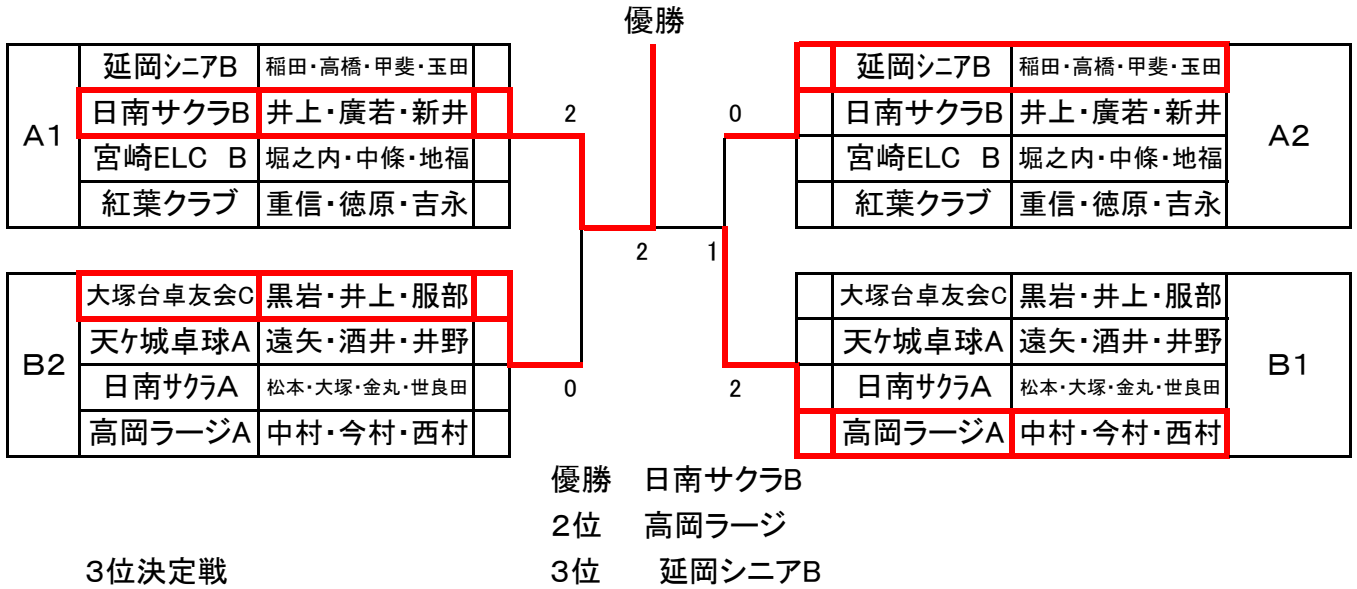 優勝
A1
延岡シニアB 稲田・高橋・甲斐・玉田
日南サクラB 井上・廣若・新井
宮崎ELC B 堀之内・中條・地福
紅葉クラブ 重信・徳原・吉永
2
0
延岡シニアB 稲田・高橋・甲斐・玉田
日南サクラB 井上・廣若・新井
宮崎ELC B 堀之内・中條・地福
紅葉クラブ 重信・徳原・吉永
A2
2
1
B2
大塚台卓友会C 黒岩・井上・服部
天ケ城卓球A 遠矢・酒井・井野
日南サクラA 松本・大塚・金丸・世良田
高岡ラージA 中村・今村・西村
0
2
大塚台卓友会C 黒岩・井上・服部
天ケ城卓球A 遠矢・酒井・井野
日南サクラA 松本・大塚・金丸・世良田
高岡ラージA 中村・今村・西村
B1
優勝 日南サクラB
2位 高岡ラージ
3位決定戦 3位 延岡シニアB